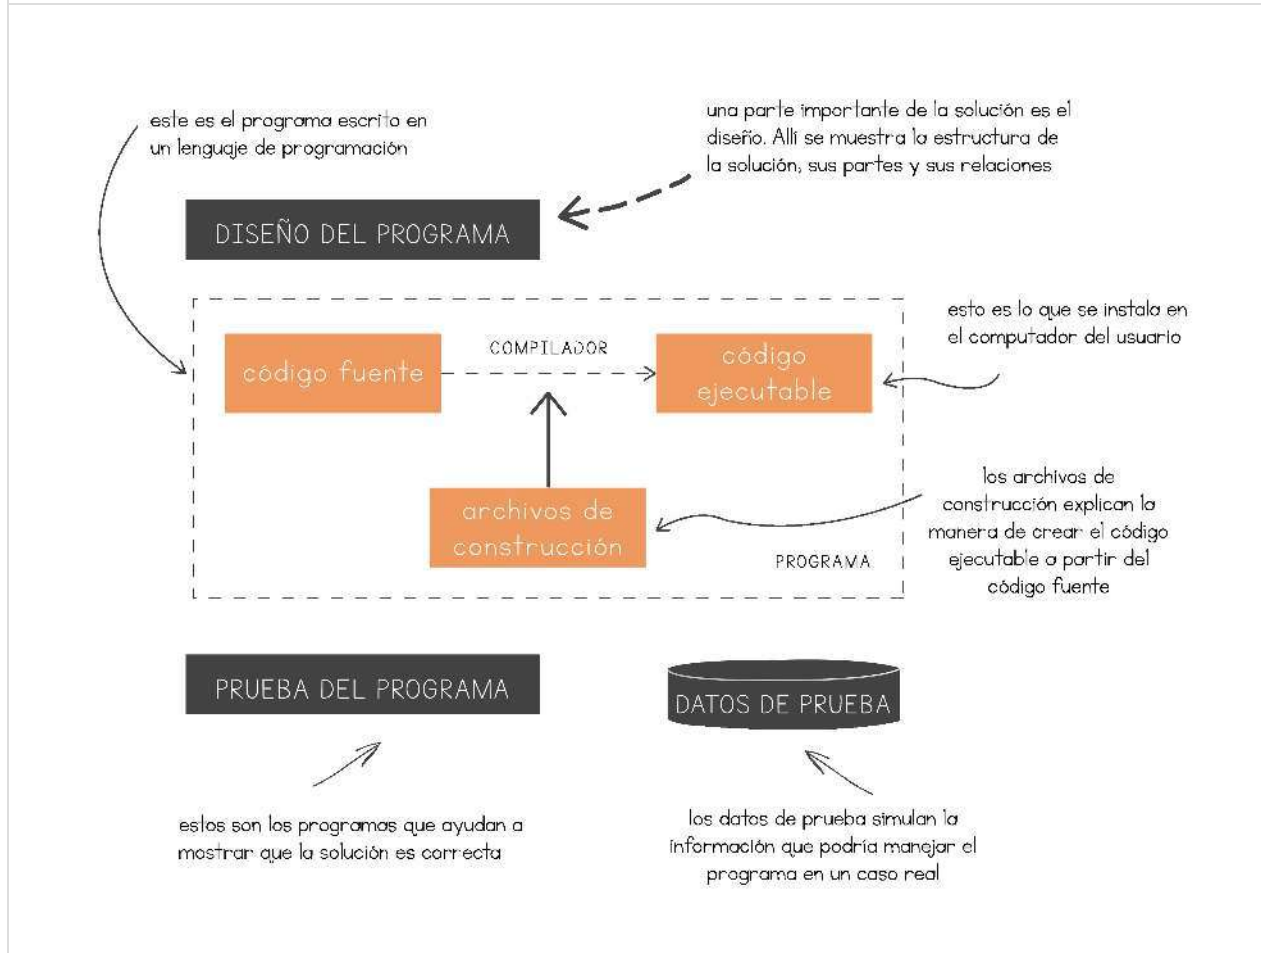 este es el programa escrito en
un lenguaje de programación
una parte importante de la solución es el
diseño. Allí se muestra la estructura de
la solución, sus partes y sus relaciones
DISEÑO DEL PROGRAMA
esto es lo que se instala en
el computador del usuario
código fuente
COMPILADOR
código
ejecutable
archivos de
construcción
los archivos de
construcción explican la
manera de crear el código
ejecutable a partir del
código fuente
PROGRAMA
PRUEBA DEL PROGRAMA
DATOS DE PRUEBA
estos son los programas que ayudan a
mostrar que la solución es correcta
los datos de prueba simulan la
información que podría manejar el
programa en un caso real